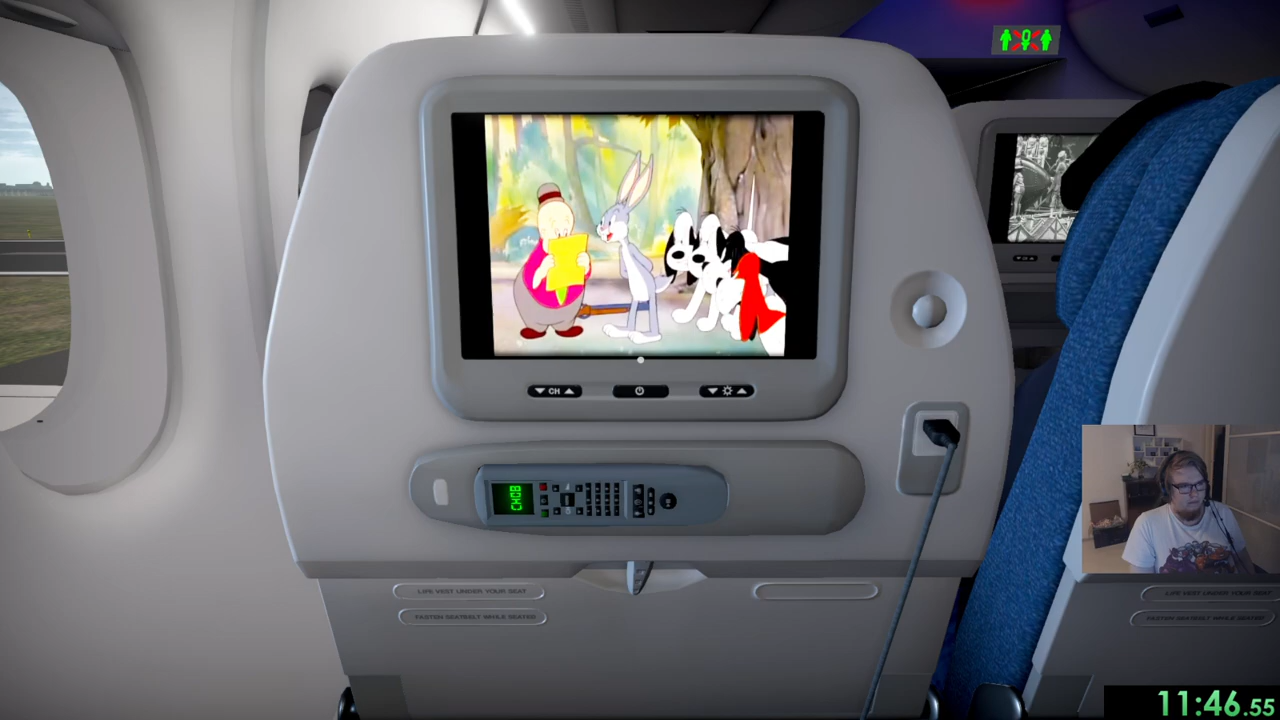 CH
CH08
LIFE VEST UNDER YOUR SEAT
FASTEN SEATBELT WHILE SEATED
LIFE VEST UNDER YOUR SEAT
FASTEN SEATBELT WHILE SEATED
11:46.55